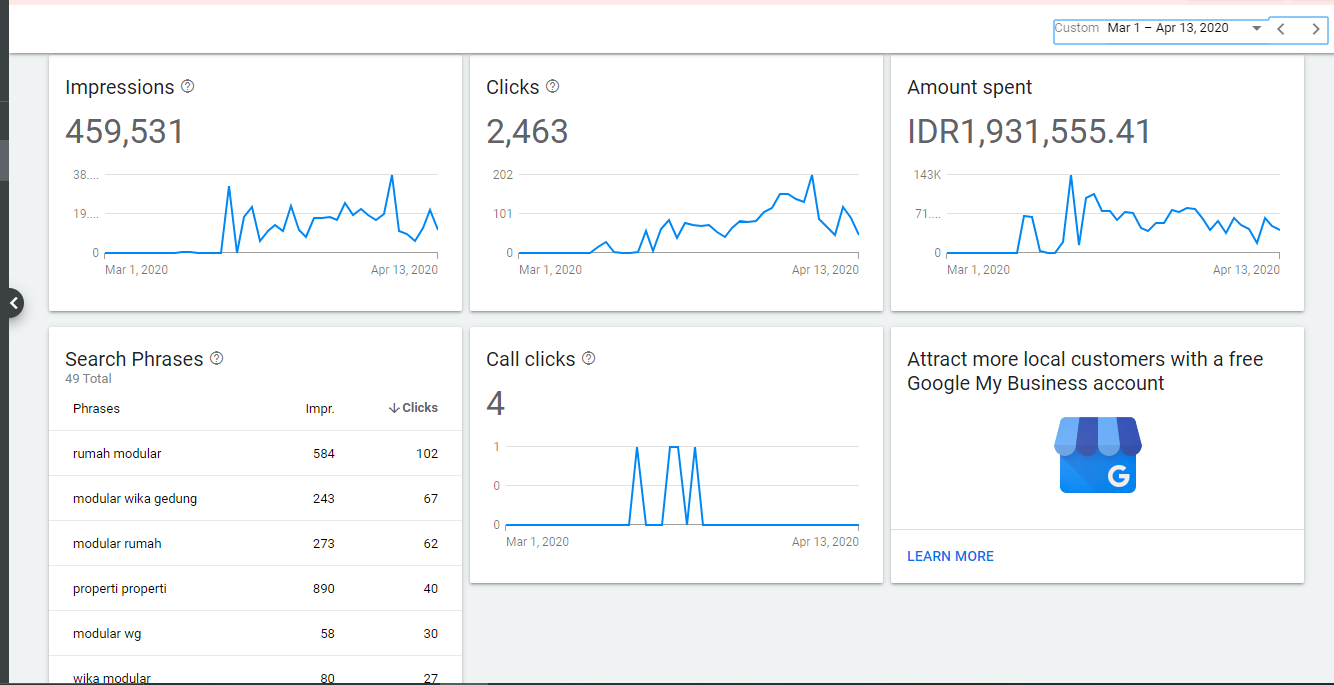 Custom Mar 1 – Apr 13, 2020
Impressions
459,531
38....
19....
0
Mar 1, 2020 Apr 13, 2020
Clicks
2,463
202
101
0
Mar 1, 2020 Apr 13, 2020
Amount spent
IDR1,931,555.41
143K
71....
0
Mar 1, 2020 Apr 13, 2020
Search Phrases
49 Total
Phrases Impr. Clicks
rumah modular 584 102
modular wika gedung 243 67
modular rumah 273 62
properti properti 890 40
modular wg 58 30
wika modular 80 27
Call clicks
4
1
0
0
Mar 1, 2020 Apr 13, 2020
Attract more local customers with a free
Google My Business account
G
LEARN MORE